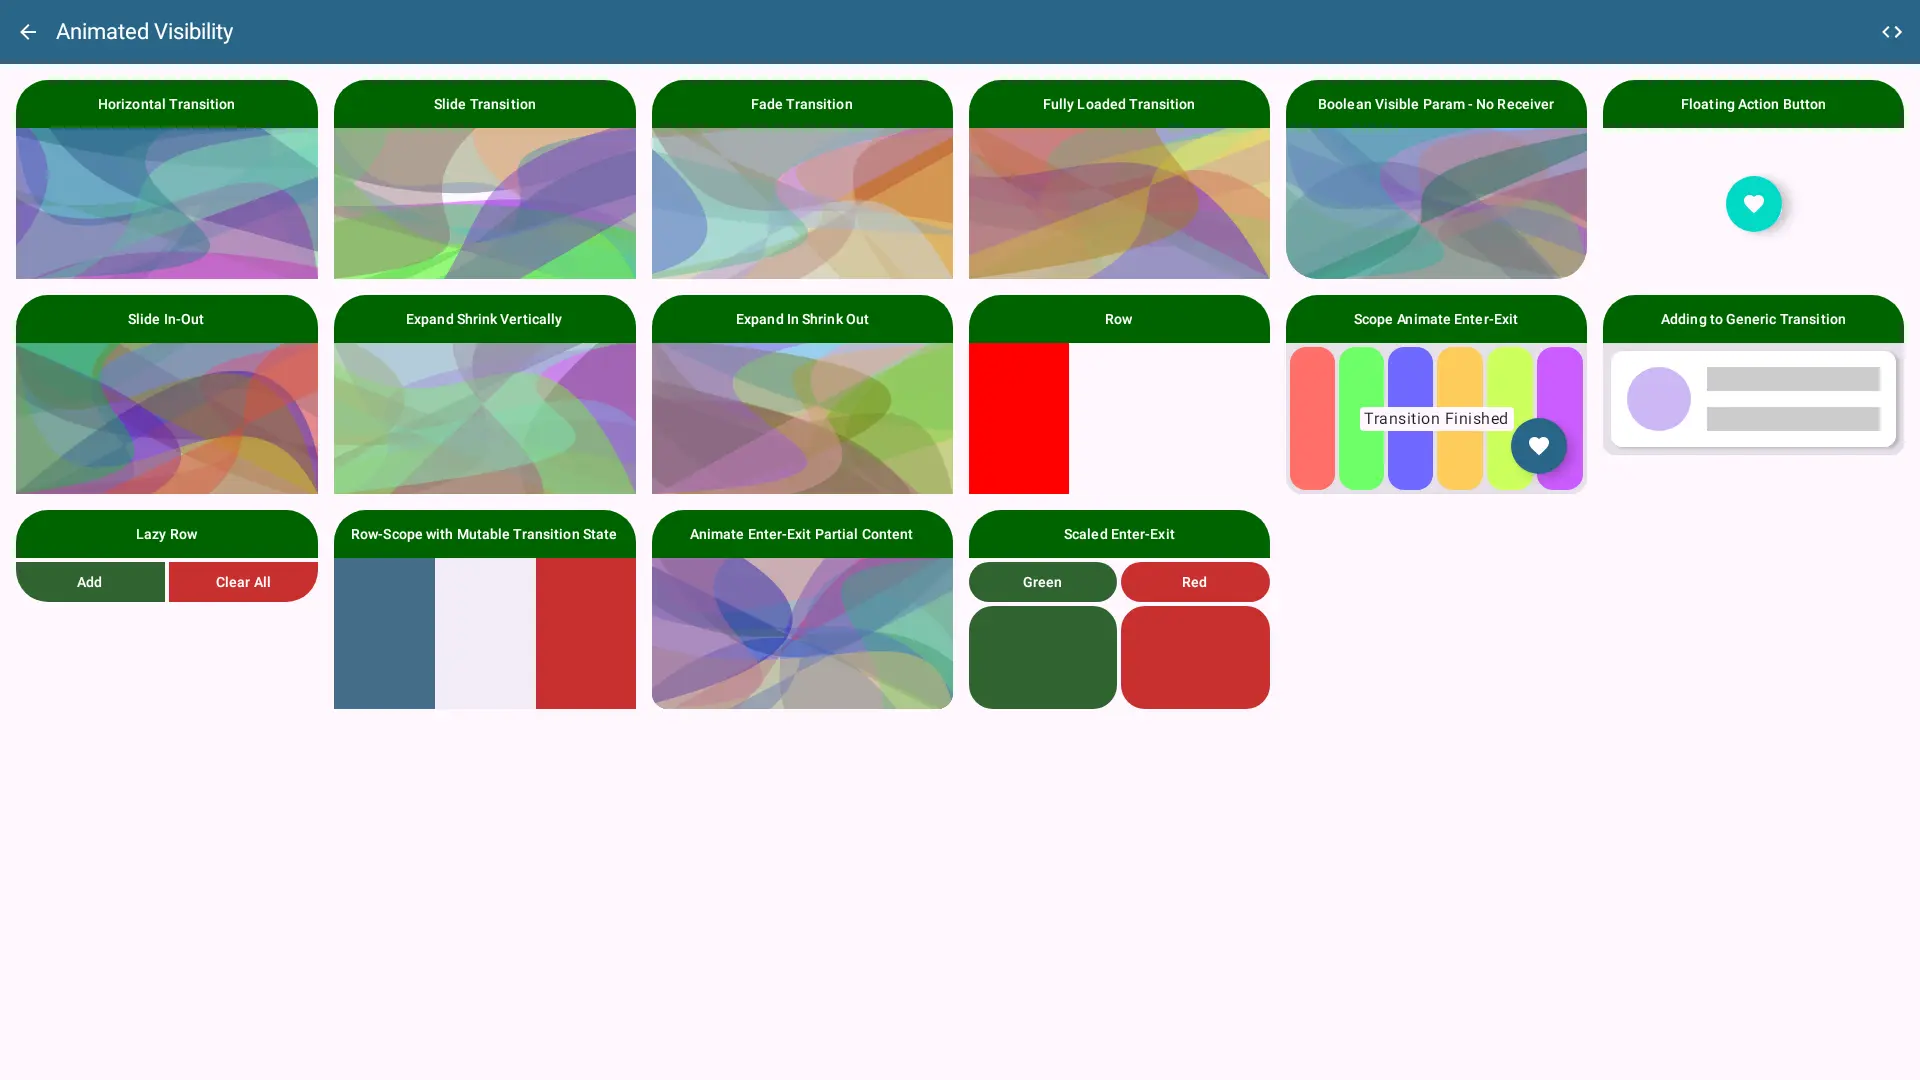 Animated Visibility
Horizontal Transition
Slide Transition
Fade Transition
Fully Loaded Transition
Boolean Visible Param - No Receiver
Floating Action Button
Slide In-Out
Expand Shrink Vertically
Expand In Shrink Out
Row
Scope Animate Enter-Exit
Adding to Generic Transition
Transition Finished
Lazy Row
Row-Scope with Mutable Transition State
Animate Enter-Exit Partial Content
Scaled Enter-Exit
Add
Clear All
Green
Red